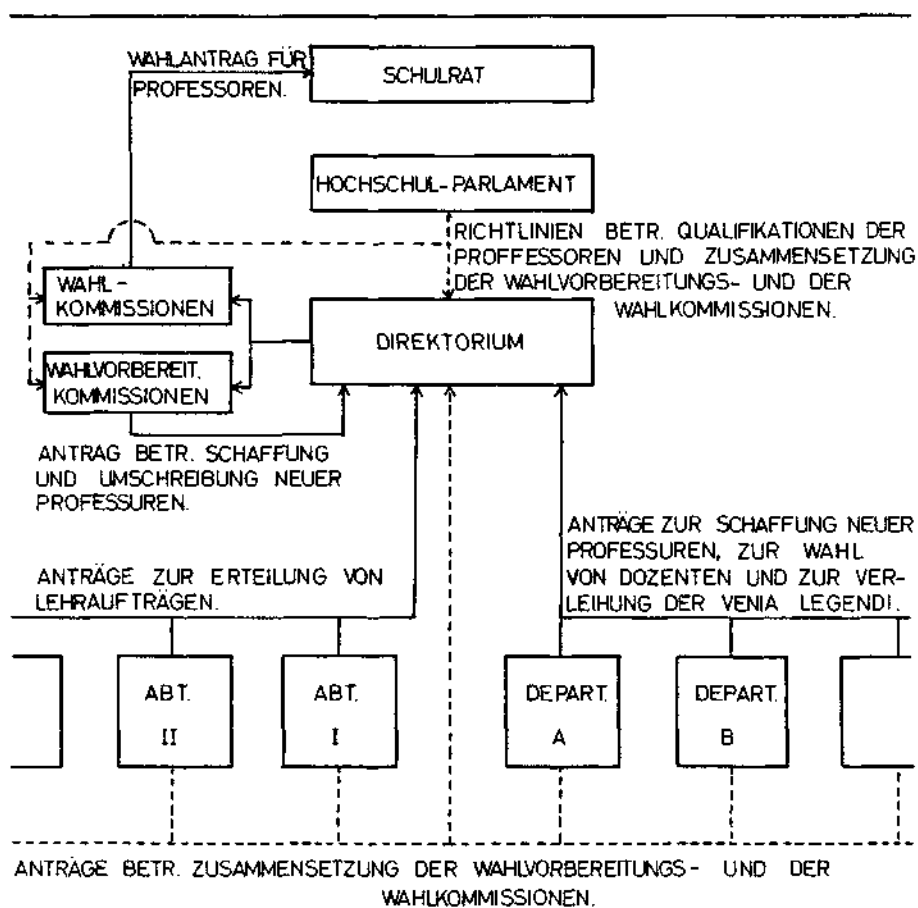 WAHLANTRAG FÜR
PROFESSOREN.
SCHULRAT
HOCHSCHUL-PARLAMENT
RICHTLINIEN BETR. QUALIFIKATIONEN DER
PROFFESSOREN UND ZUSAMMENSETZUNG
DER WAHLVORBEREITUNGS- UND DER
WAHLKOMMISSIONEN.
WAHL-
KOMMISSIONEN
DIREKTORIUM
WAHLVORBEREIT.
KOMMISSIONEN
ANTRAG BETR. SCHAFFUNG
UND UMSCHREIBUNG NEUER
PROFESSUREN.
ANTRÄGE ZUR SCHAFFUNG NEUER
PROFESSUREN, ZUR WAHL
VON DOZENTEN UND ZUR VER-
LEIHUNG DER VENIA LEGENDI.
ANTRÄGE ZUR ERTEILUNG VON
LEHRAUFTRÄGEN.
ABT.
II
ABT.
I
DEPART.
A
DEPART.
B
ANTRÄGE BETR. ZUSAMMENSETZUNG DER WAHLVORBEREITUNGS- UND DER
WAHLKOMMISSIONEN.